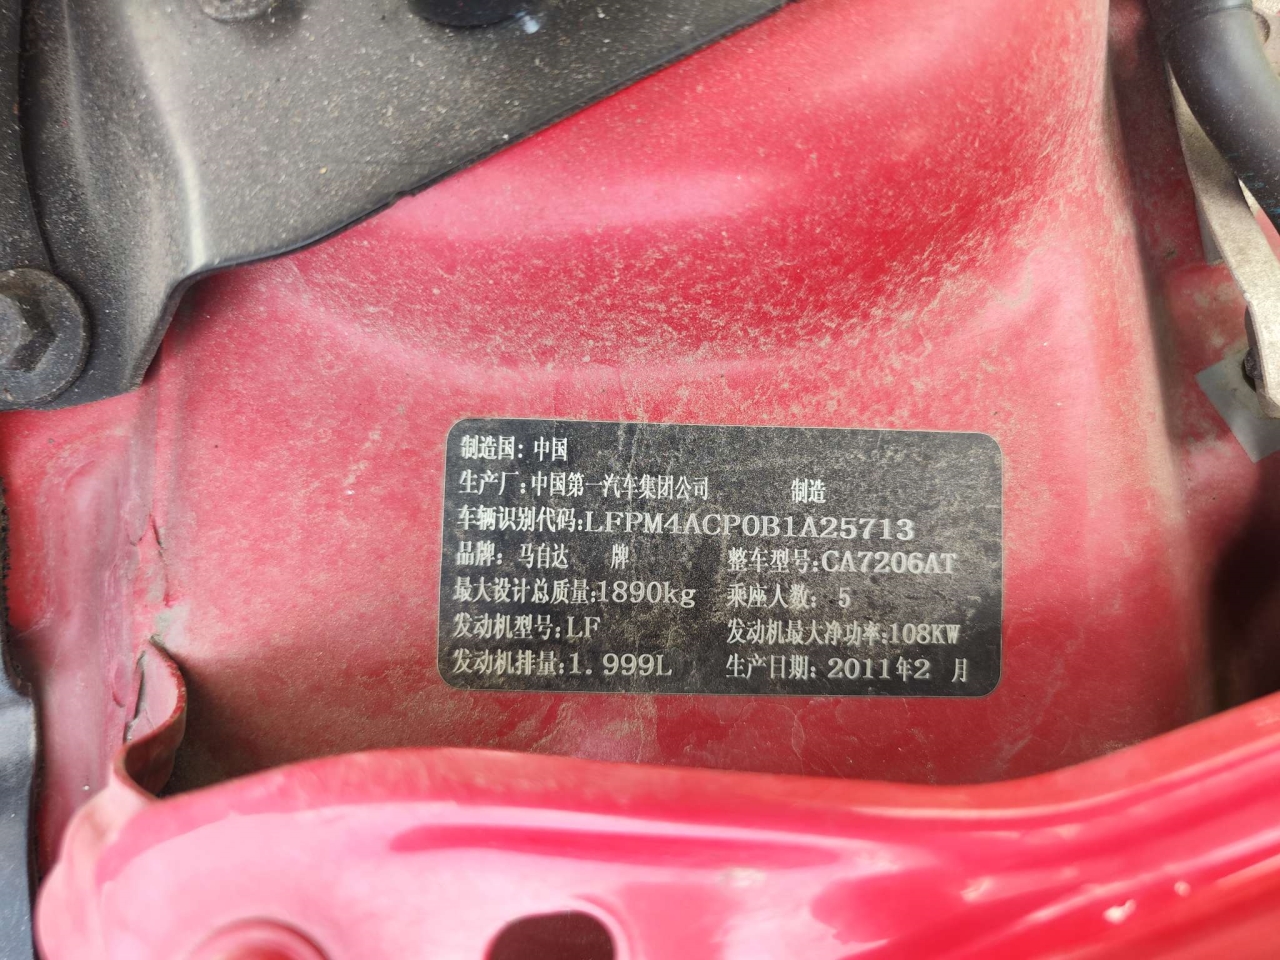 制造国：中国
生产厂：中国第一汽车集团公司 制造
车辆识别代码：LFPM4ACP0B1A25713
品牌：马自达 牌 整车型号：CA7206AT
最大设计总质量：1890kg 乘座人数：5
发动机型号：LF 发动机最大净功率：108KW
发动机排量：1.999L 生产日期：2011年2 月